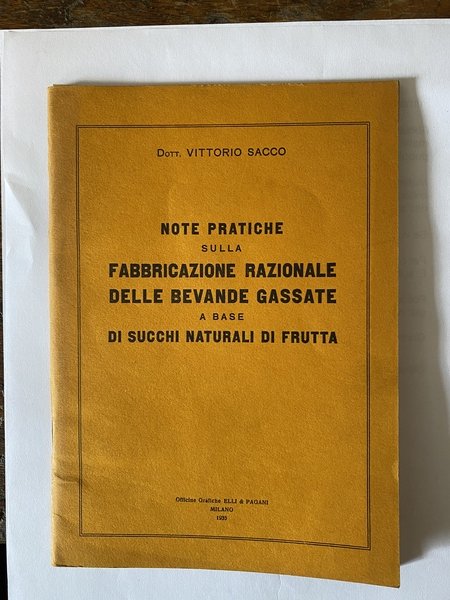 Dott. VITTORIO SACCO
NOTE PRATICHE
SULLA
FABBRICAZIONE RAZIONALE
DELLE BEVANDE GASSATE
A BASE
DI SUCCHI NATURALI DI FRUTTA
Officine Grafiche ELLI & PAGANI
MILANO
1935